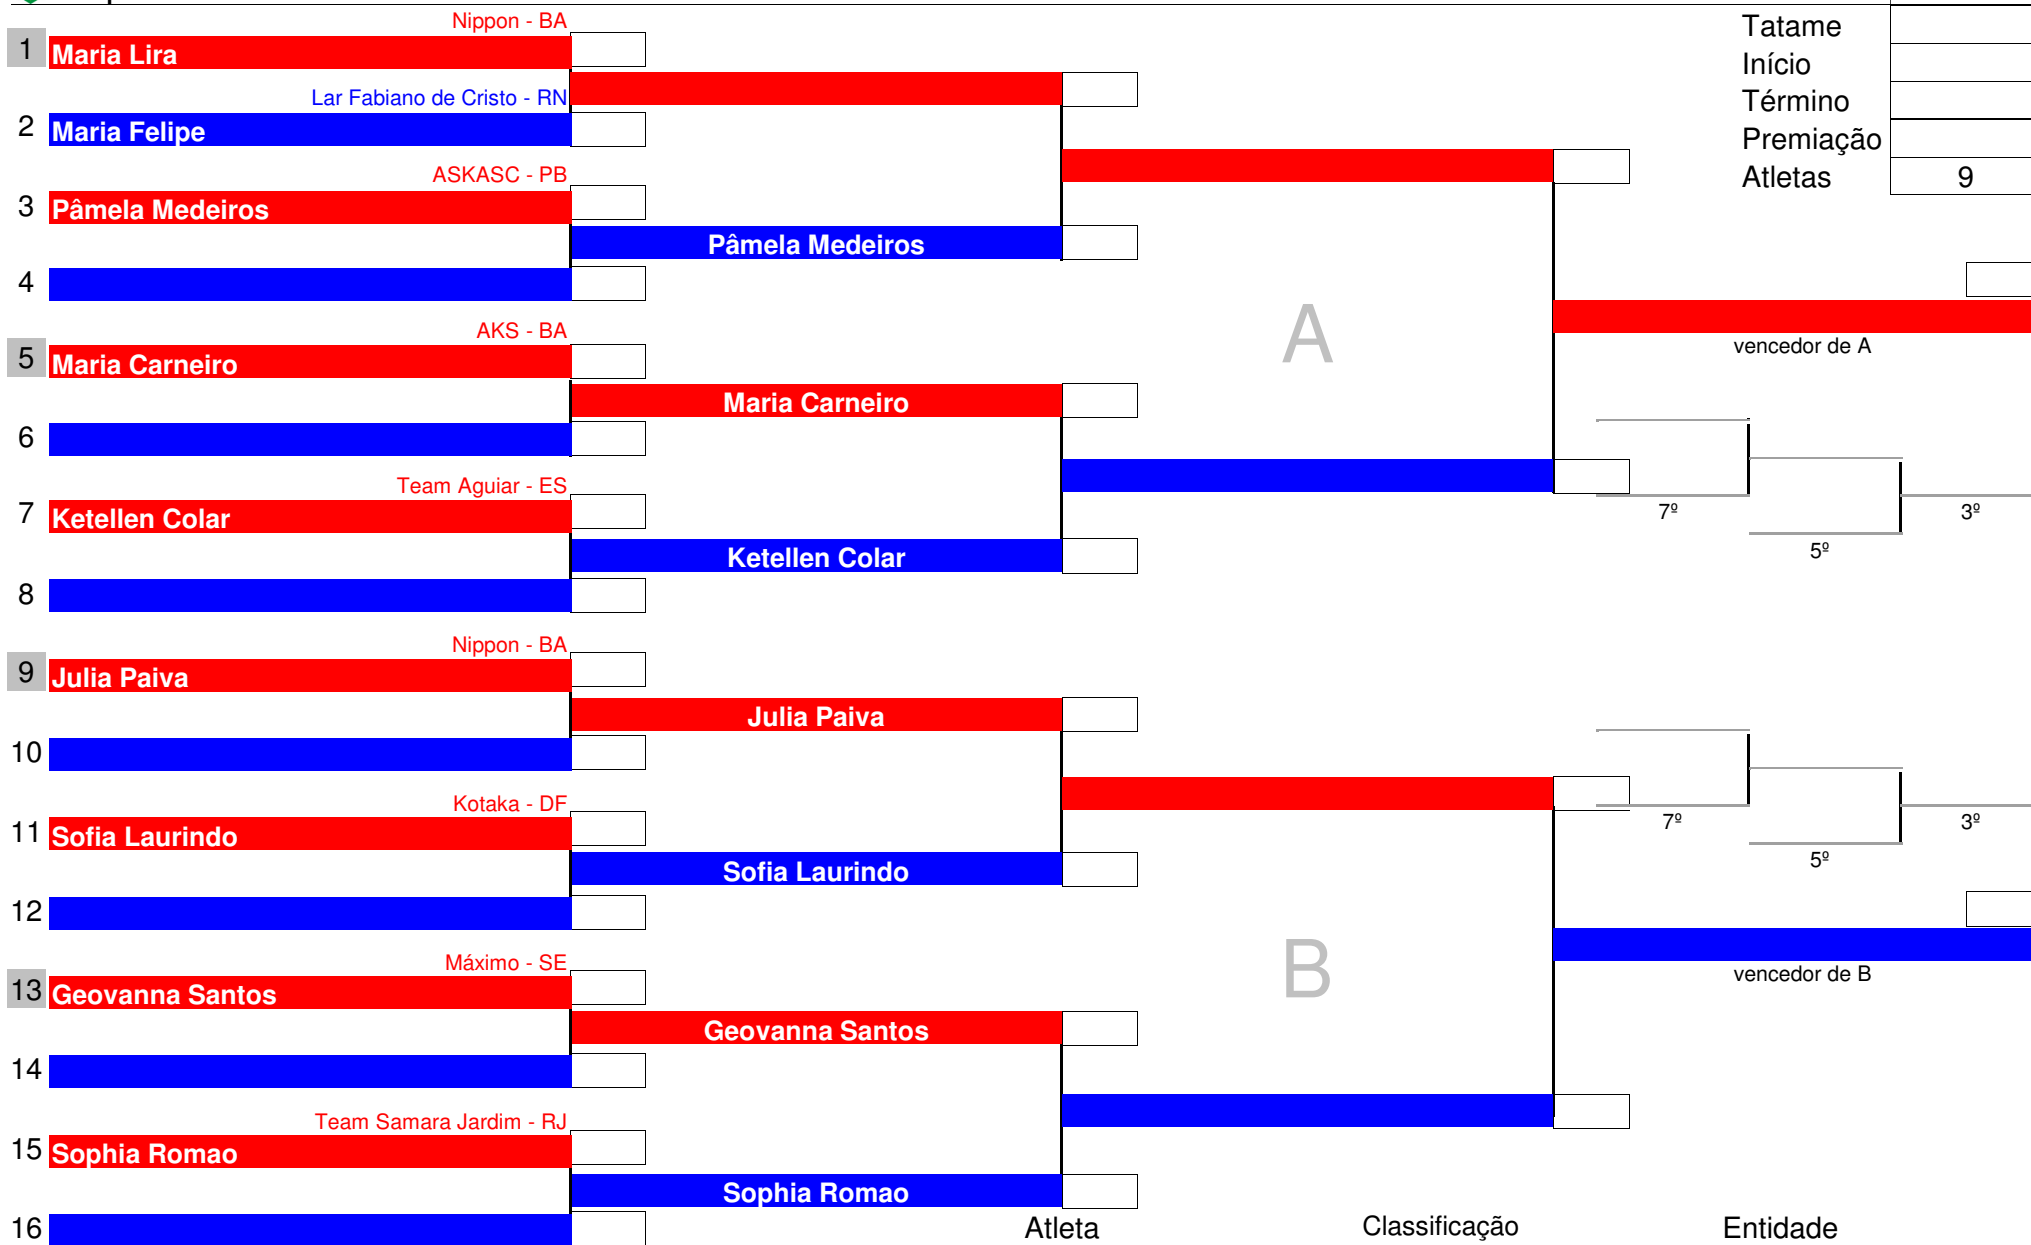 Nippon - BA
1 Maria Lira
Lar Fabiano de Cristo - RN
2 Maria Felipe
ASKASC - PB
3 Pâmela Medeiros
Pâmela Medeiros
4
AKS - BA
5 Maria Carneiro
Maria Carneiro
6
Team Aguiar - ES
7 Ketellen Colar
Ketellen Colar
8
Nippon - BA
9 Julia Paiva
Julia Paiva
10
Kotaka - DF
11 Sofia Laurindo
Sofia Laurindo
12
Máximo - SE
13 Geovanna Santos
Geovanna Santos
14
Team Samara Jardim - RJ
15 Sophia Romao
Sophia Romao
16
A
B
Tatame
Início
Término
Premiação
Atletas 9
vencedor de A
7º
3º
5º
7º
3º
5º
vencedor de B
Atleta Classificação Entidade